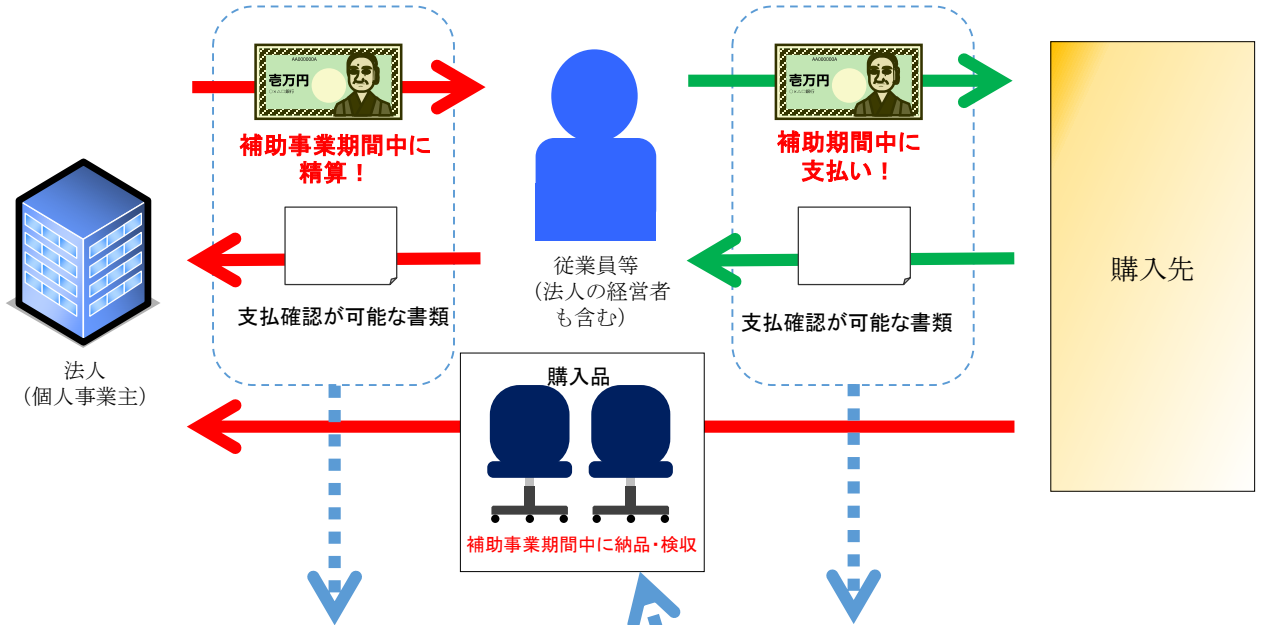 AA000000A
壱万円
補助事業期間中に
精算！
AA000000A
壱万円
補助期間中に
支払い！
支払確認が可能な書類
従業員等
（法人の経営者
も含む）
支払確認が可能な書類
購入先
法人
（個人事業主）
購入品
補助事業期間中に納品・検収